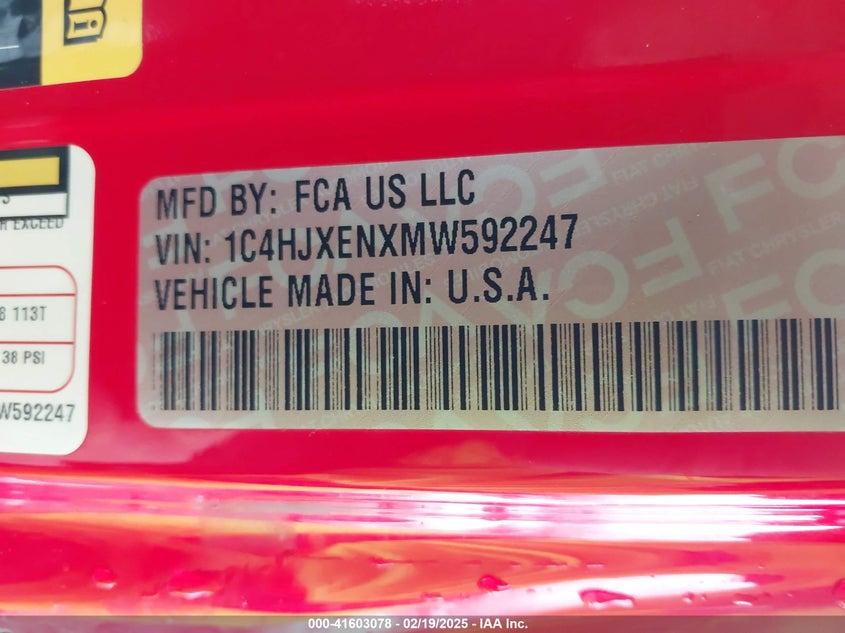 MFD BY: FCA US LLC
VIN: 1C4HJXENXMW592247
VEHICLE MADE IN: U.S.A.
EXCEED
113T
38 PSI
W592247
000-41603078 - 02/19/2025 - IAA Inc.